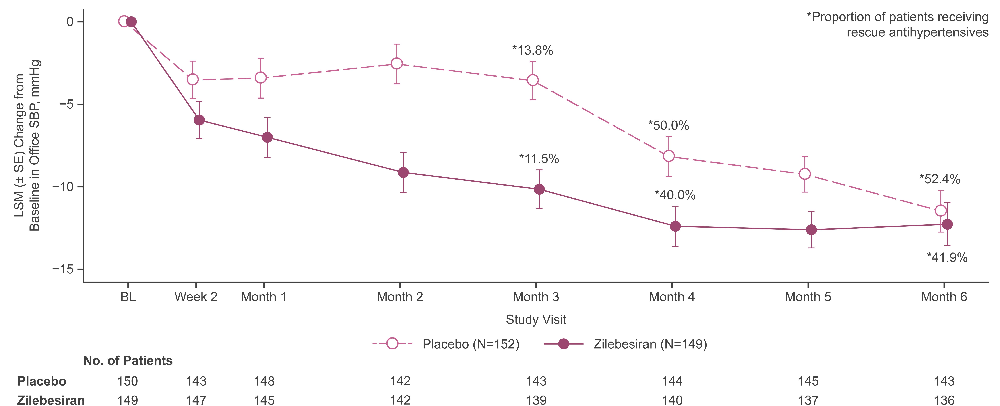 *Proportion of patients receiving
rescue antihypertensives
LSM (± SE) Change from
Baseline in Office SBP, mmHg
0
−5
−10
−15
*13.8%
*11.5%
*50.0%
*40.0%
*52.4%
*41.9%
BL Week 2 Month 1 Month 2 Month 3 Month 4 Month 5 Month 6
Study Visit
Placebo (N=152) Zilebesiran (N=149)
No. of Patients
Placebo 150 143 148 142 143 144 145 143
Zilebesiran 149 147 145 142 139 140 137 136